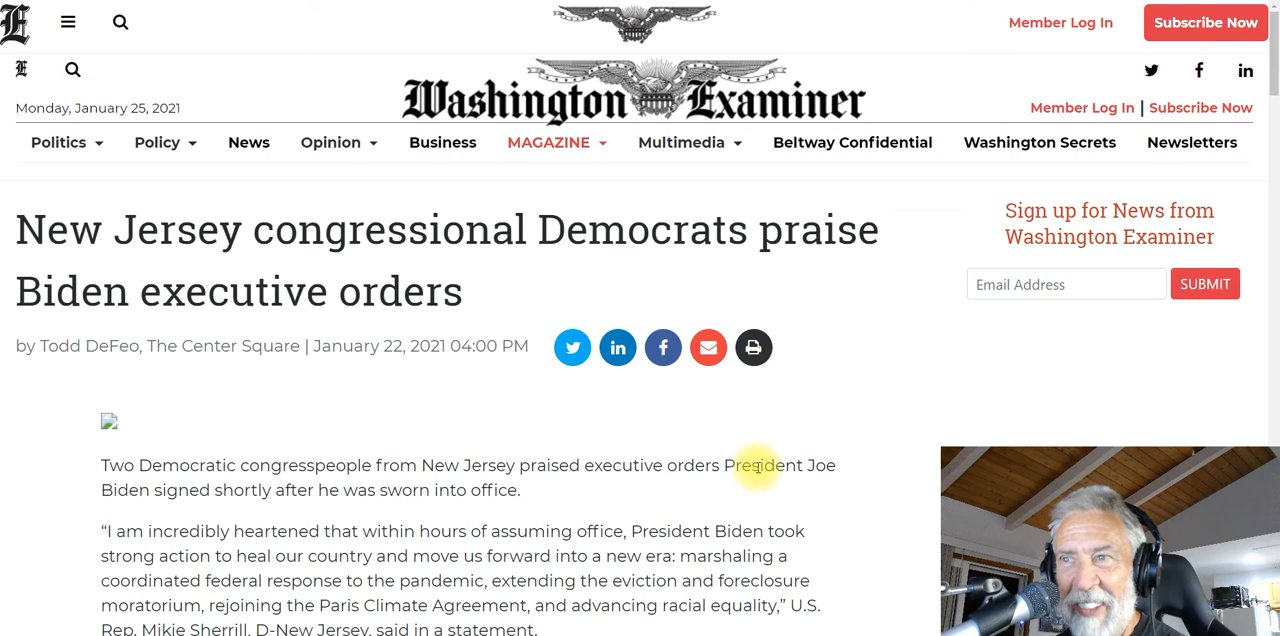 E
Member Log In
Subscribe Now
E
Monday, January 25, 2021
Washington Examiner
Member Log In | Subscribe Now
Politics Policy News Opinion Business MAGAZINE Multimedia Beltway Confidential Washington Secrets Newsletters
New Jersey congressional Democrats praise
Biden executive orders
Sign up for News from
Washington Examiner
Email Address SUBMIT
by Todd DeFeo, The Center Square | January 22, 2021 04:00 PM
Two Democratic congresspeople from New Jersey praised executive orders President Joe
Biden signed shortly after he was sworn into office.
“I am incredibly heartened that within hours of assuming office, President Biden took
strong action to heal our country and move us forward into a new era: marshaling a
coordinated federal response to the pandemic, extending the eviction and foreclosure
moratorium, rejoining the Paris Climate Agreement, and advancing racial equality,” U.S.
Rep. Mikie Sherrill, D-New Jersey, said in a statement.